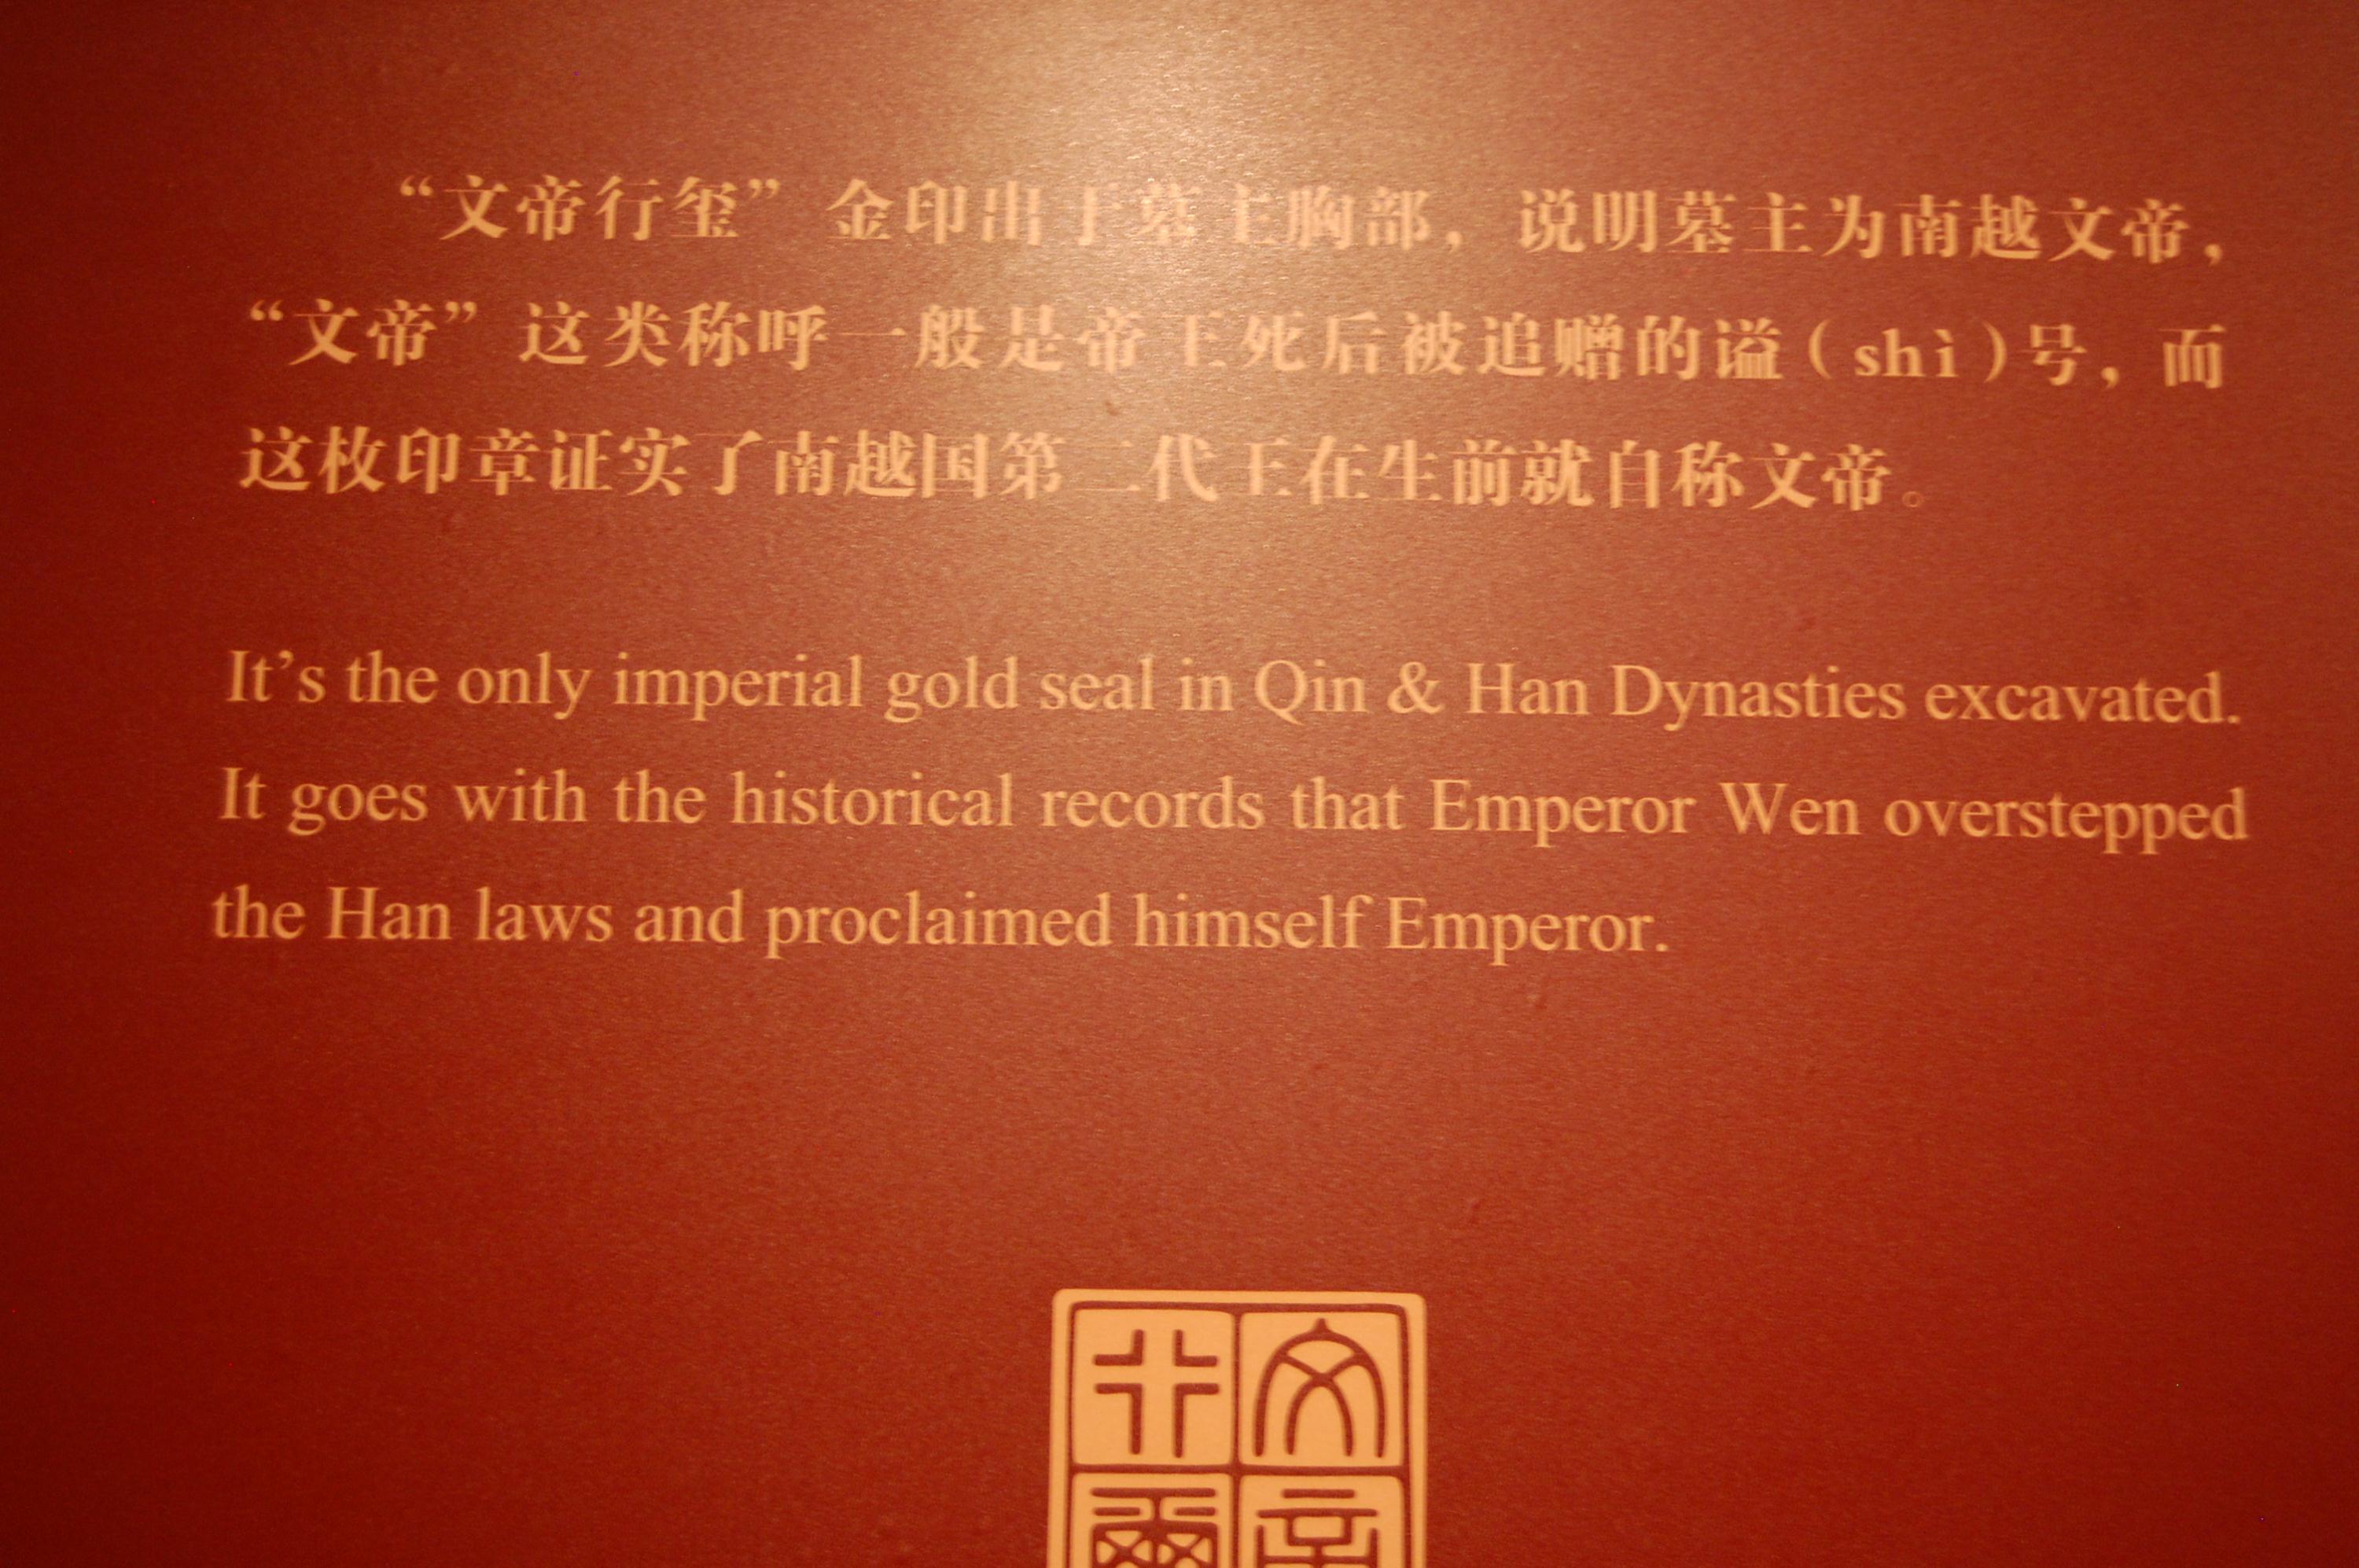 “文帝行玺”金印出于墓主胸部，说明墓主为南越文帝，
“文帝”这类称呼一般是帝王死后被追赠的谥(shì)号，而
这枚印章证实了南越国第二代王在生前就自称文帝。
It’s the only imperial gold seal in Qin & Han Dynasties excavated.
It goes with the historical records that Emperor Wen overstepped
the Han laws and proclaimed himself Emperor.
文帝行璽